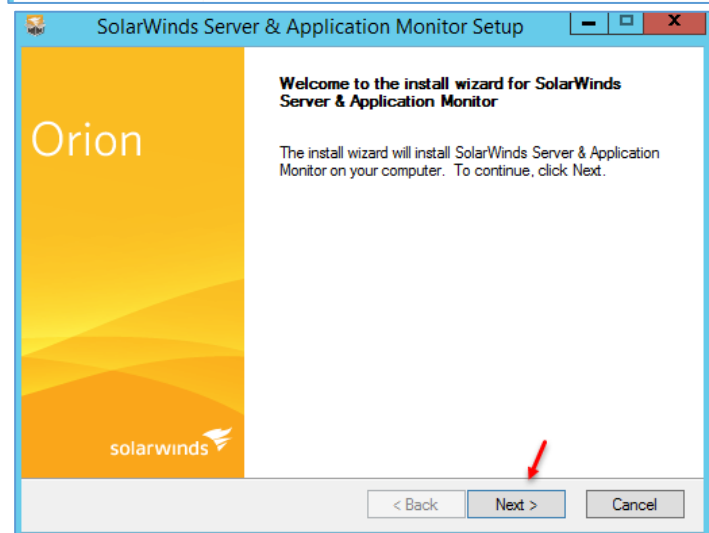 SolarWinds Server & Application Monitor Setup
X
Orion
Welcome to the install wizard for SolarWinds
Server & Application Monitor
The install wizard will install SolarWinds Server & Application
Monitor on your computer. To continue, click Next.
solarwinds
< Back
Next >
Cancel